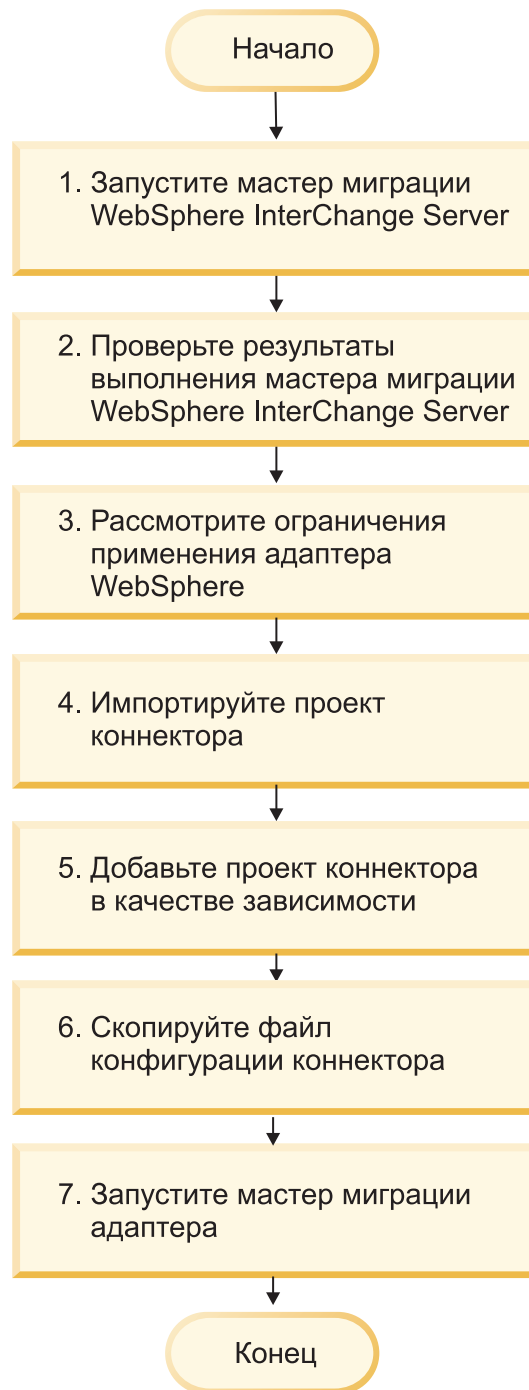 Начало
1. Запустите мастер миграции
WebSphere InterChange Server
2. Проверьте результаты
выполнения мастера миграции
WebSphere InterChange Server
3. Рассмотрите ограничения
применения адаптера
WebSphere
4. Импортируйте проект
коннектора
5. Добавьте проект коннектора
в качестве зависимости
6. Скопируйте файл
конфигурации коннектора
7. Запустите мастер миграции
адаптера
Конец